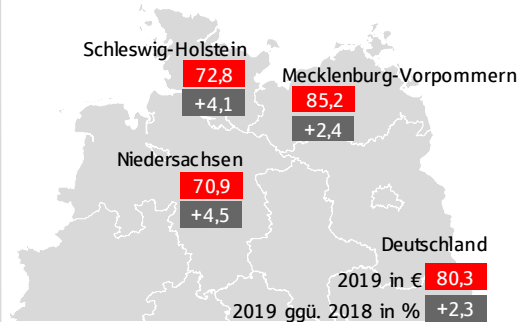 Schleswig-Holstein
72,8
+4,1
Mecklenburg-Vorpommern
85,2
+2,4
Niedersachsen
70,9
+4,5
Deutschland
2019 in € 80,3
2019 ggü. 2018 in % +2,3